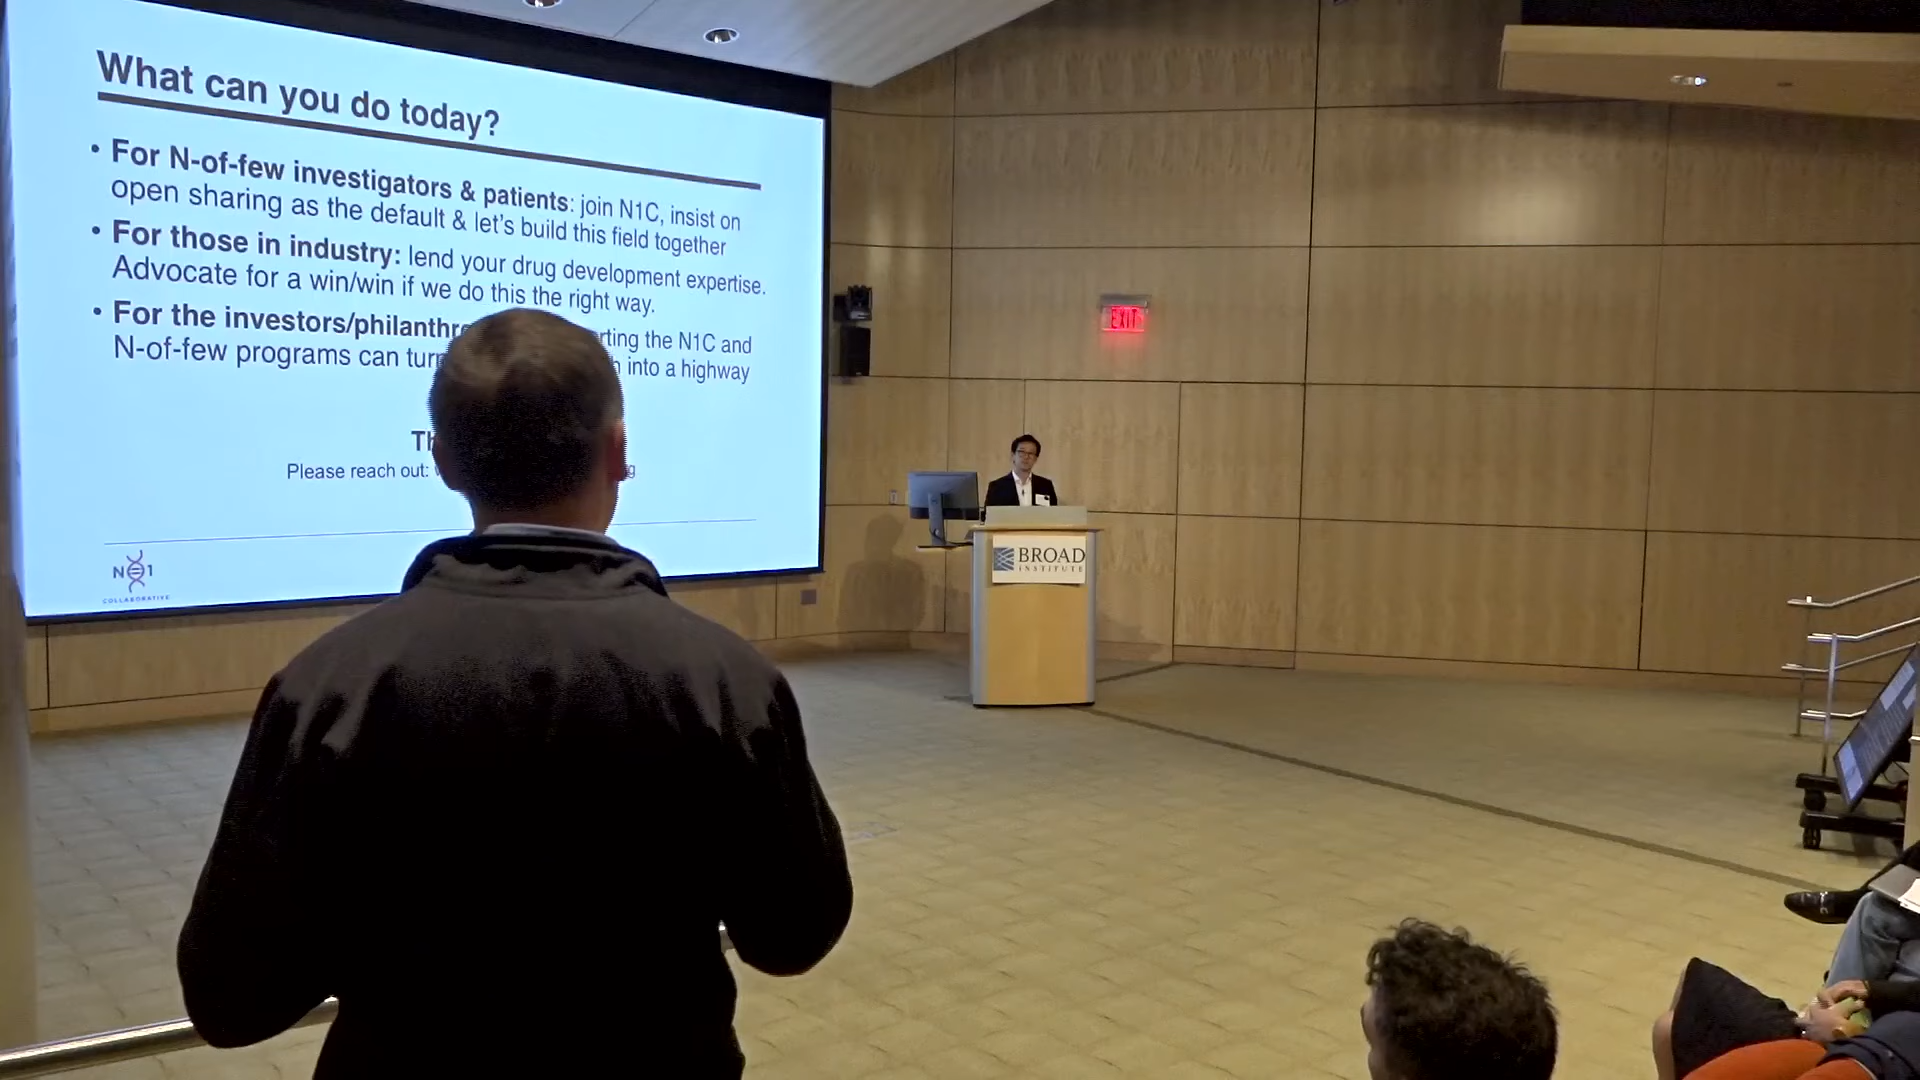 What can you do today?
• For N-of-few investigators & patients: join N1C, insist on
open sharing as the default & let's build this field together
• For those in industry: lend your drug development expertise.
Advocate for a win/win if we do this the right way.
• For the investors/philanthr rting the N1C and
N-of-few programs can turn into a highway
Th
Please reach out:
N=1
COLLABORATIVE
EXIT
BROAD
INSTITUTE